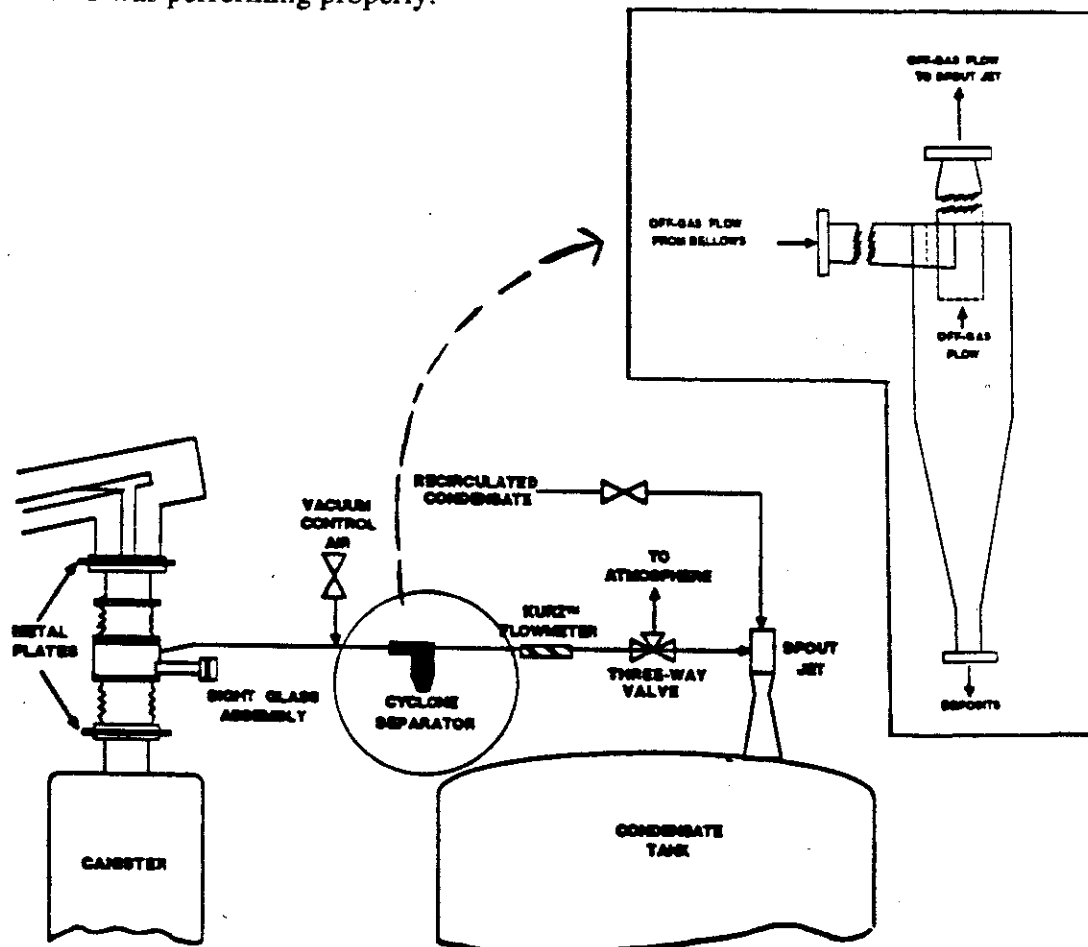 was performing properly.
OFF-GAS FLOW
TO SPOUT JET
OFF-GAS FLOW
FROM BELLOWS
OFF-GAS
FLOW
DEPOSITS
RECIRCULATED
CONDENSATE
VACUUM
CONTROL
AIR
TO
ATMOSPHERE
KURZ™
FLOWMETER
METAL
PLATES
SIGHT GLASS
ASSEMBLY
CYCLONE
SEPARATOR
THREE-WAY
VALVE
SPOUT
JET
CANISTER
CONDENSATE
TANK